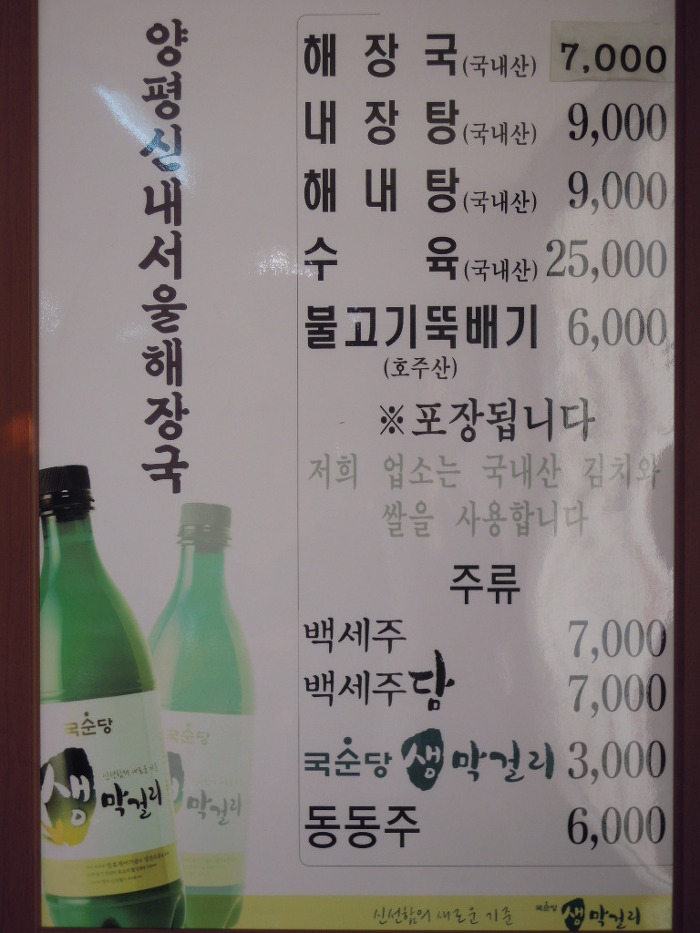 양평신내서울해장국
해장국(국내산) 7,000
내장탕(국내산) 9,000
해내탕(국내산) 9,000
수육(국내산) 25,000
불고기뚝배기 6,000
(호주산)
※포장됩니다
저희 업소는 국내산 김치와
쌀을 사용합니다
주류
백세주 7,000
백세주담 7,000
국순당 생막걸리 3,000
동동주 6,000
국순당
생막걸리
국순당
막걸리
신선함의 새로운 기준 국순당 생막걸리